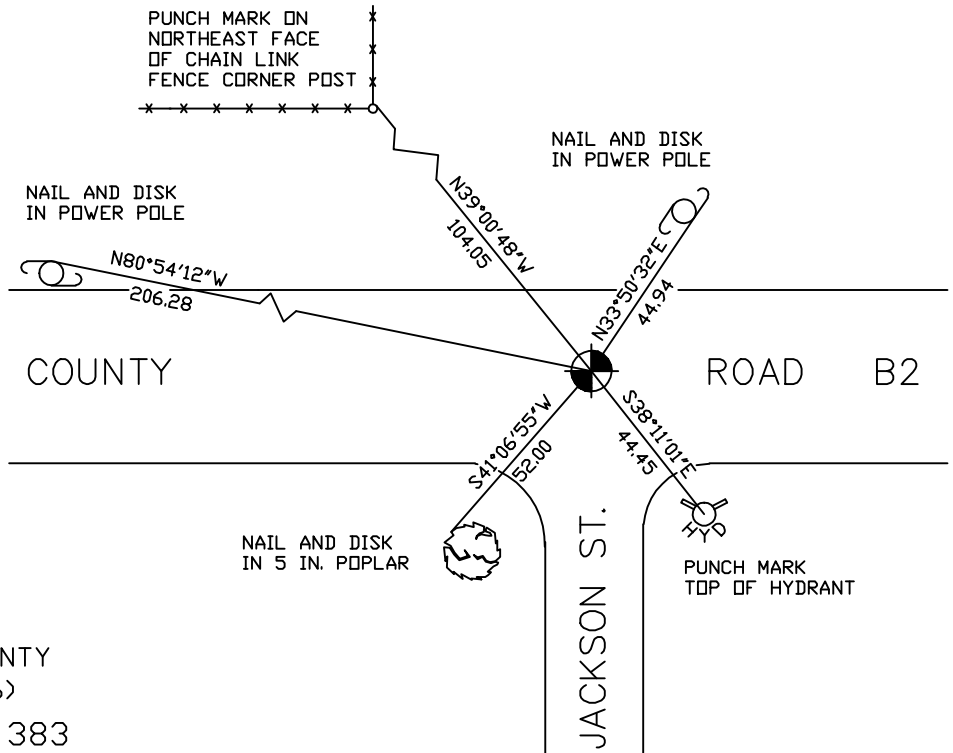 PUNCH MARK ON
NORTHEAST FACE
OF CHAIN LINK
FENCE CORNER POST
NAIL AND DISK
IN POWER POLE
NAIL AND DISK
IN POWER POLE
N39°00'48"W
104.05
N80°54'12"W
206.28
N33°50'32"E
44.94
COUNTY ROAD B2
S41°06'55"W
52.00
S38°11'01"E
44.45
HYD
NAIL AND DISK
IN 5 IN. POPLAR
PUNCH MARK
TOP OF HYDRANT
JACKSON ST.
NTY
)
383